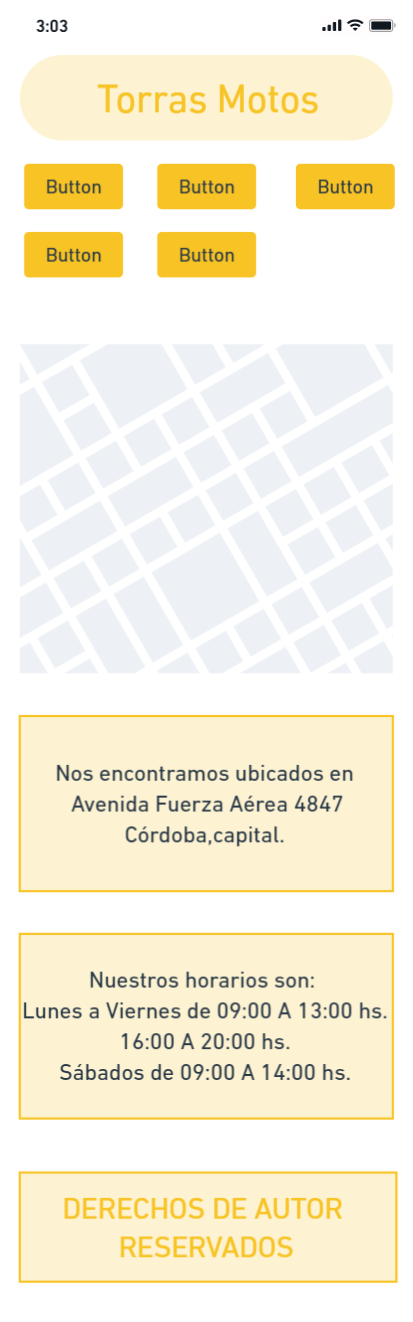 3:03
Torras Motos
Button Button Button
Button Button
Nos encontramos ubicados en
Avenida Fuerza Aérea 4847
Córdoba,capital.
Nuestros horarios son:
Lunes a Viernes de 09:00 A 13:00 hs.
16:00 A 20:00 hs.
Sábados de 09:00 A 14:00 hs.
DERECHOS DE AUTOR
RESERVADOS